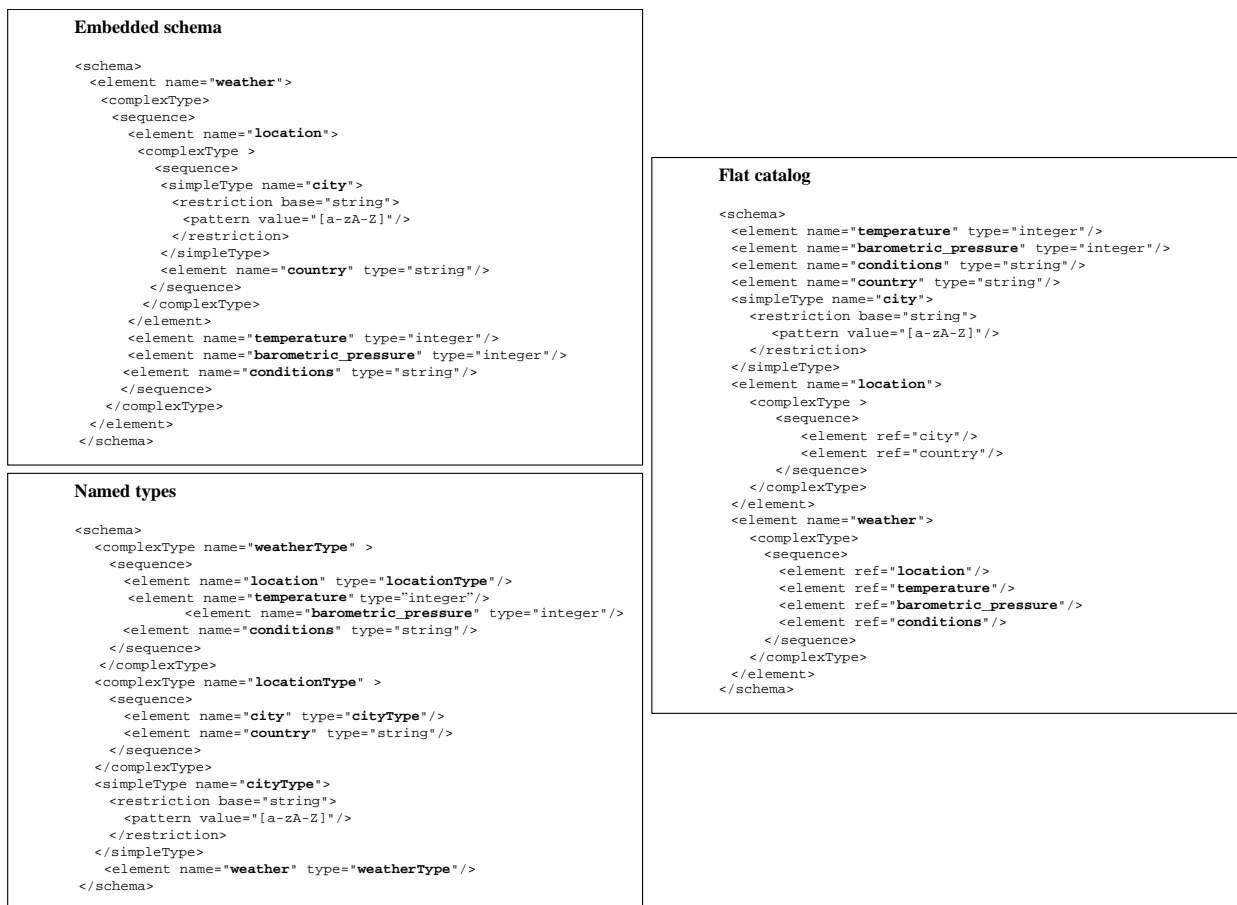 Embedded schema
<schema>
<element name="weather">
<complexType>
<sequence>
<element name="location">
<complexType >
<sequence>
<simpleType name="city">
<restriction base="string">
<pattern value="[a-zA-Z]"/>
</restriction>
</simpleType>
<element name="country" type="string"/>
</sequence>
</complexType>
</element>
<element name="temperature" type="integer"/>
<element name="barometric_pressure" type="integer"/>
<element name="conditions" type="string"/>
</sequence>
</complexType>
</element>
</schema>
Named types
<schema>
<complexType name="weatherType" >
<sequence>
<element name="location" type="locationType"/>
<element name="temperature" type=”integer”/>
<element name="barometric_pressure" type="integer"/>
<element name="conditions" type="string"/>
</sequence>
</complexType>
<complexType name="locationType" >
<sequence>
<element name="city" type="cityType"/>
<element name="country" type="string"/>
</sequence>
</complexType>
<simpleType name="cityType">
<restriction base="string">
<pattern value="[a-zA-Z]"/>
</restriction>
</simpleType>
<element name="weather" type="weatherType"/>
</schema>
Flat catalog
<schema>
<element name="temperature" type="integer"/>
<element name="barometric_pressure" type="integer"/>
<element name="conditions" type="string"/>
<element name="country" type="string"/>
<simpleType name="city">
<restriction base="string">
<pattern value="[a-zA-Z]"/>
</restriction>
</simpleType>
<element name="location">
<complexType >
<sequence>
<element ref="city"/>
<element ref="country"/>
</sequence>
</complexType>
</element>
<element name="weather">
<complexType>
<sequence>
<element ref="location"/>
<element ref="temperature"/>
<element ref="barometric_pressure"/>
<element ref="conditions"/>
</sequence>
</complexType>
</element>
</schema>